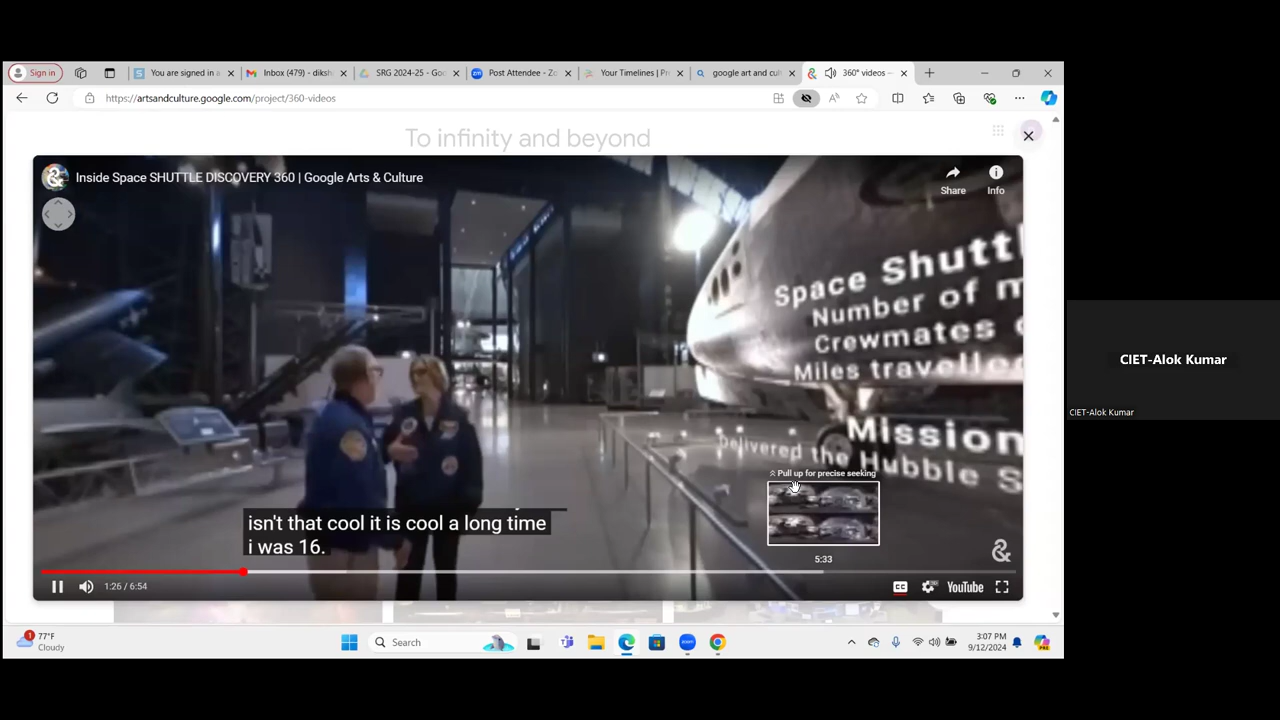 Sign in
You are signed in a
Inbox (479) - diksh
SRG 2024-25 - Goo
Post Attendee - Zo
Your Timelines | Pr
google art and cul
360° videos —
https://artsandculture.google.com/project/360-videos
To infinity and beyond
Inside Space SHUTTLE DISCOVERY 360 | Google Arts & Culture
Share
Info
Space Shuttl
Number of m
Crewmates
Miles travelle
Mission
Delivered the Hubble S
Pull up for precise seeking
isn't that cool it is cool a long time
i was 16.
5:33
1:26 / 6:54
CC
YouTube
CIET-Alok Kumar
CIET-Alok Kumar
1
77°F
Cloudy
Search
zoom
3:07 PM
9/12/2024